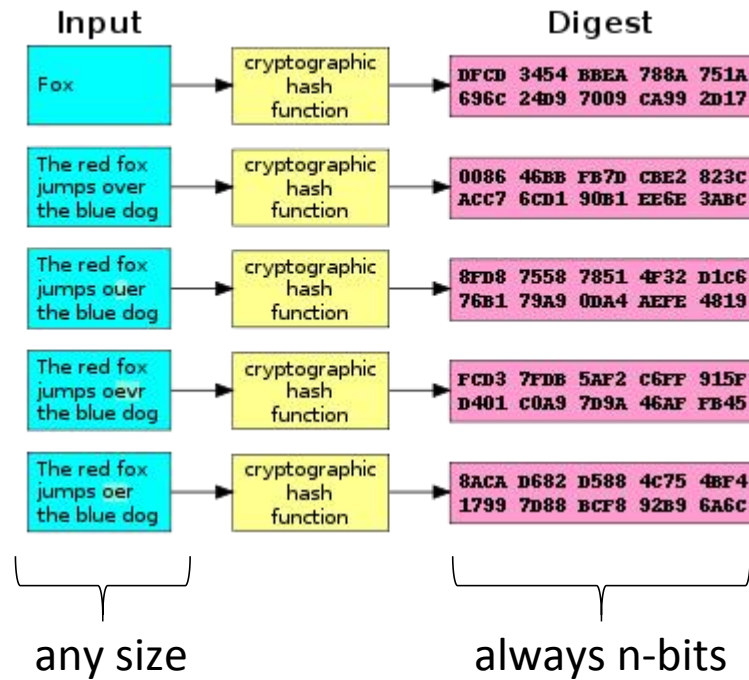 Input
Digest
Fox
cryptographic
hash
function
DFCD 3454 BBEA 788A 751A
696C 24D9 7009 CA99 2D17
The red fox
jumps over
the blue dog
cryptographic
hash
function
0086 46BB FB7D CBE2 823C
ACC7 6CD1 90B1 EE6E 3ABC
The red fox
jumps ouer
the blue dog
cryptographic
hash
function
8FD8 7558 7851 4F32 D1C6
76B1 79A9 0DA4 AEFE 4819
The red fox
jumps oevr
the blue dog
cryptographic
hash
function
FCD3 7FDB 5AF2 C6FF 915F
D401 C0A9 7D9A 46AF FB45
The red fox
jumps oer
the blue dog
cryptographic
hash
function
8ACA D682 D588 4C75 4BF4
1799 7D88 BCF8 92B9 6A6C
any size
always n-bits